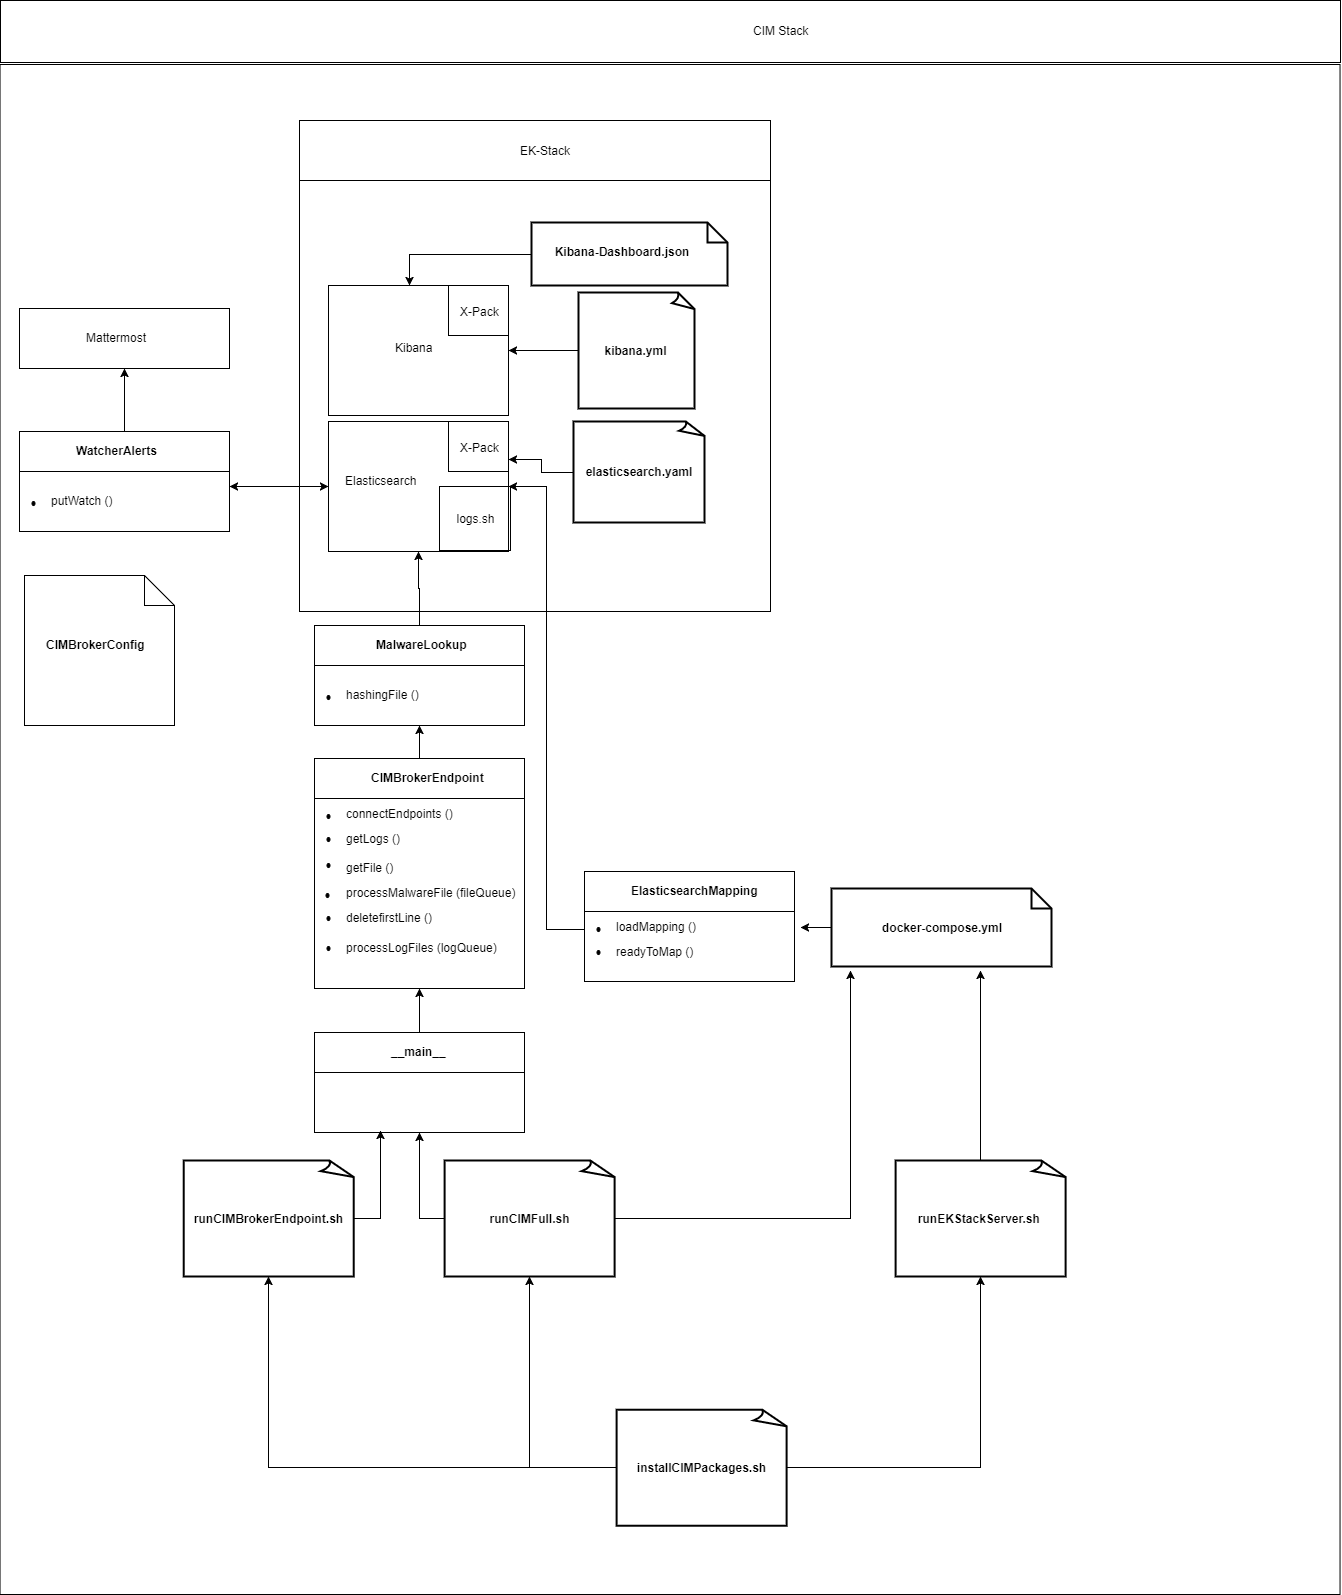 CIM Stack
EK-Stack
Kibana-Dashboard.json
X-Pack
Kibana
kibana.yml
Mattermost
WatcherAlerts
putWatch ()
X-Pack
Elasticsearch
elasticsearch.yaml
logs.sh
CIMBrokerConfig
MalwareLookup
hashingFile ()
CIMBrokerEndpoint
connectEndpoints ()
getLogs ()
getFile ()
processMalwareFile (fileQueue)
deletefirstLine ()
processLogFiles (logQueue)
ElasticsearchMapping
loadMapping ()
readyToMap ()
docker-compose.yml
__main__
runCIMBrokerEndpoint.sh
runCIMFull.sh
runEKStackServer.sh
installCIMPackages.sh